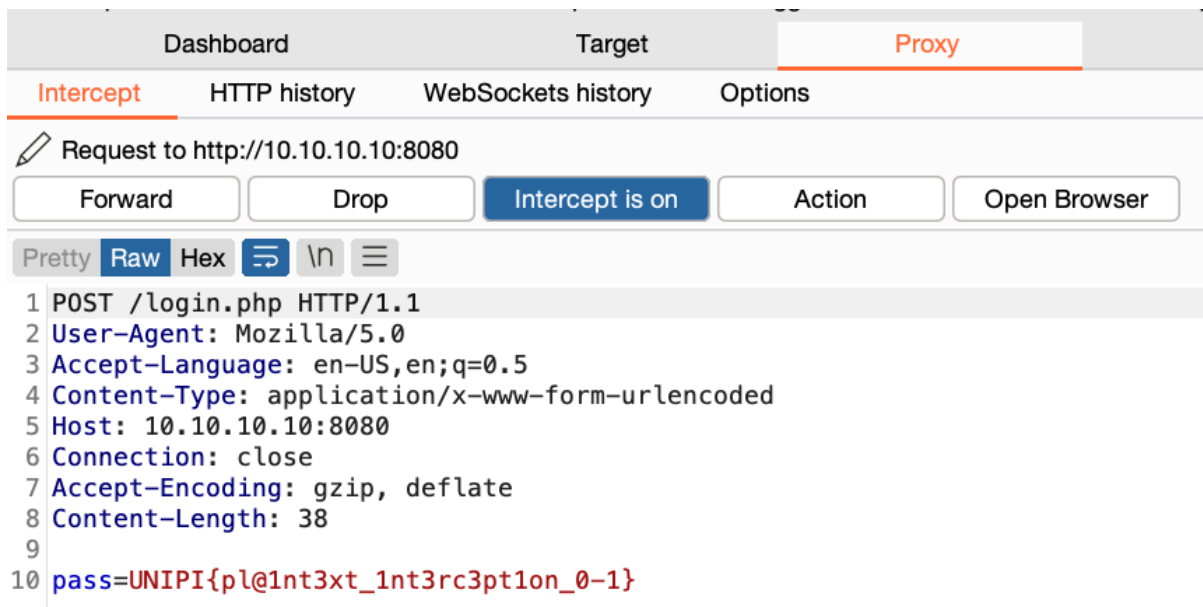 Dashboard Target Proxy
Intercept HTTP history WebSockets history Options
Request to http://10.10.10.10:8080
Forward Drop Intercept is on Action Open Browser
Pretty Raw Hex \n
1 POST /login.php HTTP/1.1
2 User-Agent: Mozilla/5.0
3 Accept-Language: en-US,en;q=0.5
4 Content-Type: application/x-www-form-urlencoded
5 Host: 10.10.10.10:8080
6 Connection: close
7 Accept-Encoding: gzip, deflate
8 Content-Length: 38
9
10 pass=UNIPI{pl@1nt3xt_1nt3rc3pt1on_0-1}